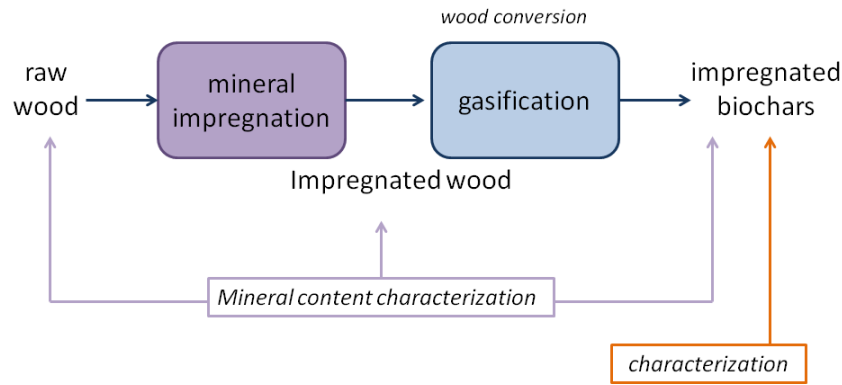 wood conversion
raw
wood
mineral
impregnation
gasification
impregnated
biochars
Impregnated wood
Mineral content characterization
characterization